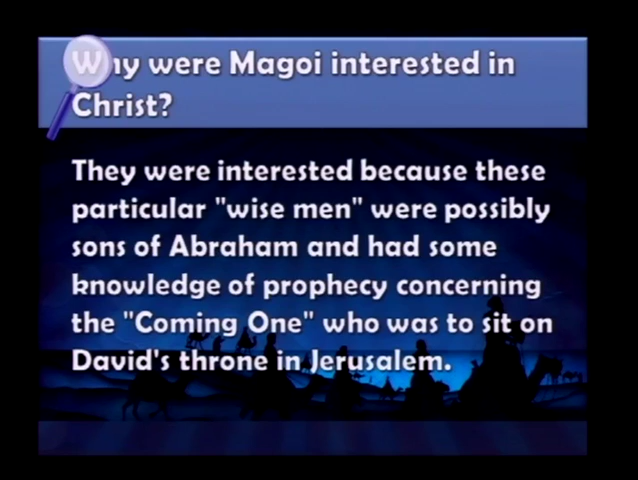 Why were Magoi interested in
Christ?
They were interested because these
particular "wise men" were possibly
sons of Abraham and had some
knowledge of prophecy concerning
the "Coming One" who was to sit on
David's throne in Jerusalem.